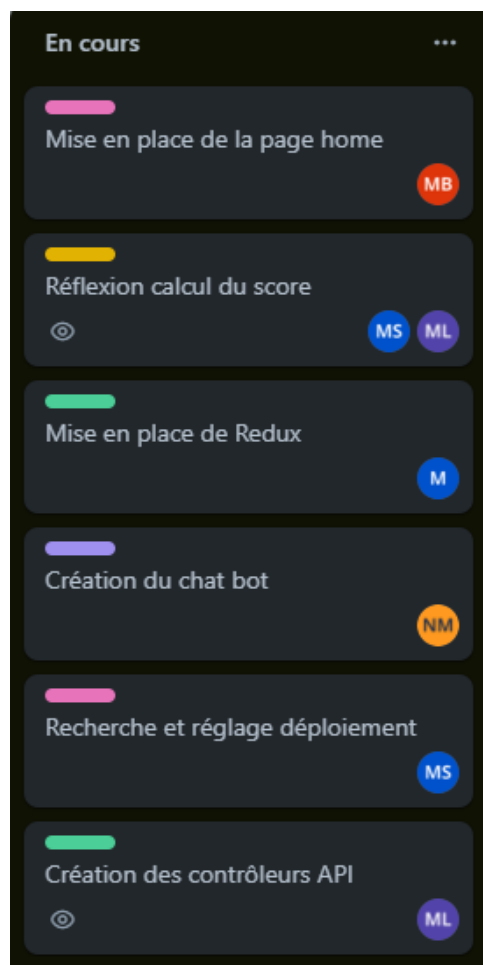 En cours
Mise en place de la page home
MB
Réflexion calcul du score
MS ML
Mise en place de Redux
M
Création du chat bot
NM
Recherche et réglage déploiement
MS
Création des contrôleurs API
ML